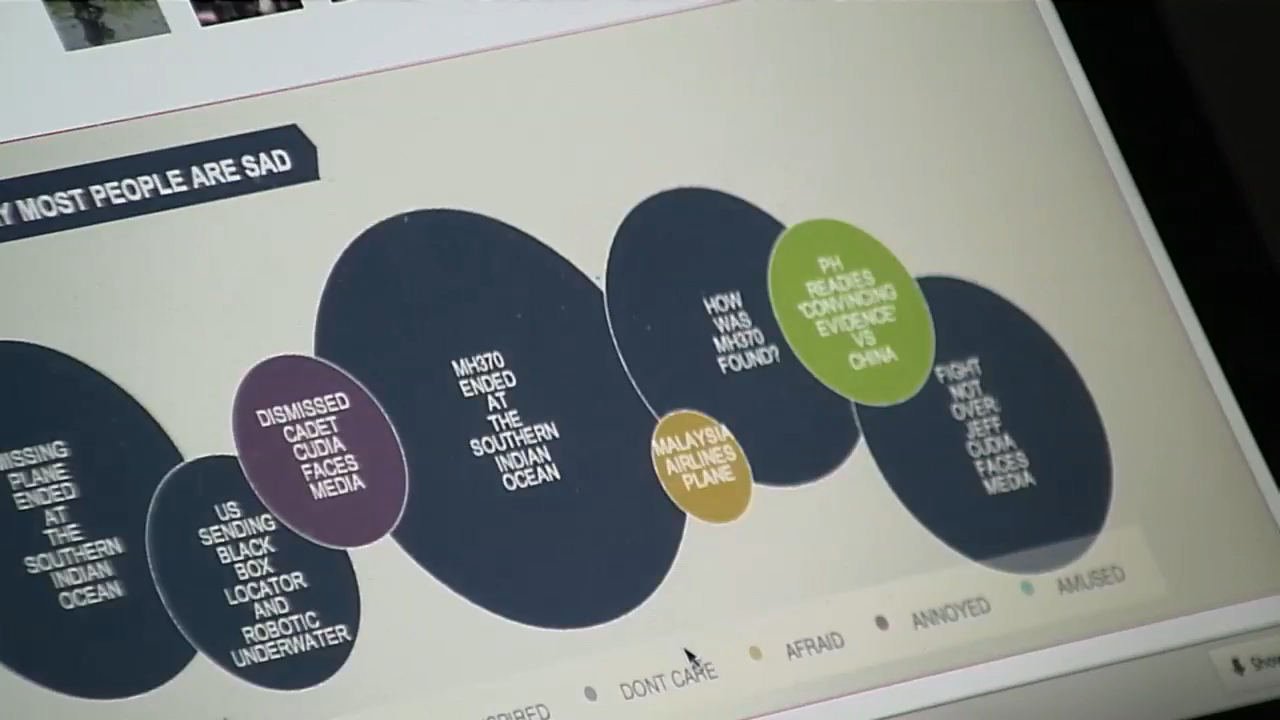 Y MOST PEOPLE ARE SAD
MISSING
PLANE
ENDED
AT
THE
SOUTHERN
INDIAN
OCEAN
US
SENDING
BLACK
BOX
LOCATOR
AND
ROBOTIC
UNDERWATER
DISMISSED
CADET
CUDIA
FACES
MEDIA
MH370
ENDED
AT
THE
SOUTHERN
INDIAN
OCEAN
MALAYSIA
AIRLINES
PLANE
HOW
WAS
MH370
FOUND?
PH
READIES
'CONVINCING
EVIDENCE'
VS
CHINA
FIGHT
NOT
OVER:
JEFF
CUDIA
FACES
MEDIA
SPIRED
DONT CARE
AFRAID
ANNOYED
AMUSED